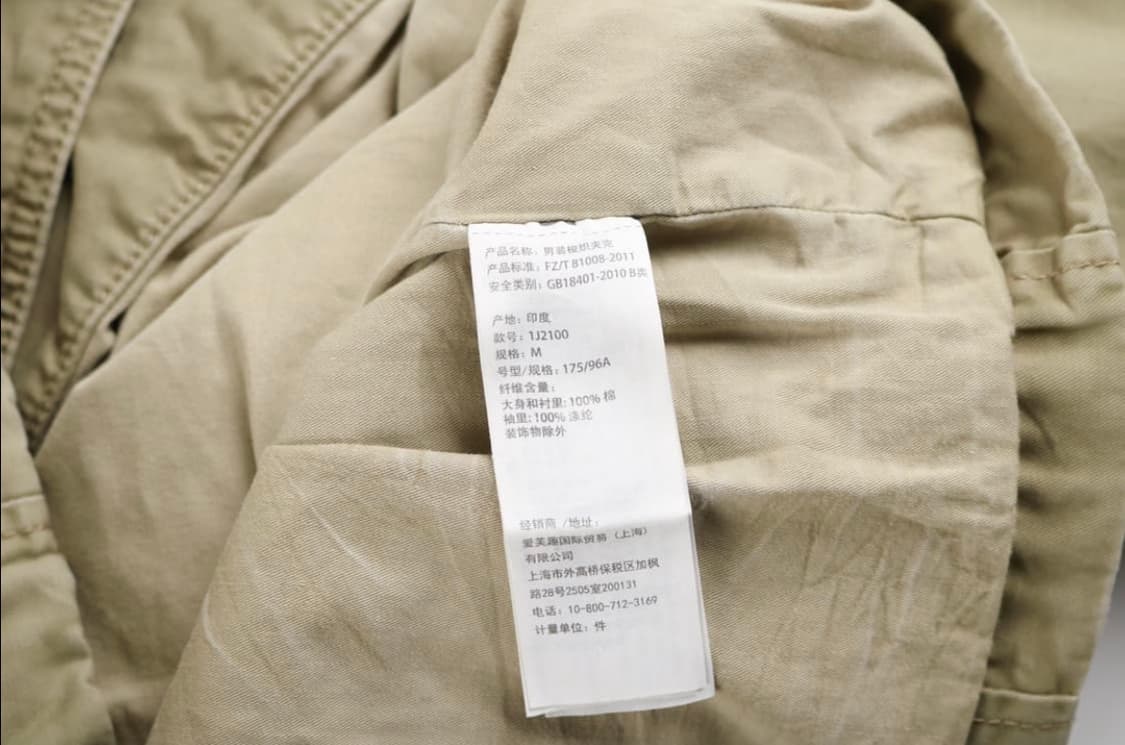 产品名称：男装梭织夹克
产品标准：FZ/T 81008-2011
安全类别：GB18401-2010 B类
产地：印度
款号：1J2100
规格：M
号型/规格：175/96A
纤维含量：
大身和衬里：100% 棉
袖里：100% 涤纶
装饰物除外
经销商/地址：
爱芙趣国际贸易（上海）
有限公司
上海市外高桥保税区加枫
路28号2505室200131
电话：10-800-712-3169
计量单位：件